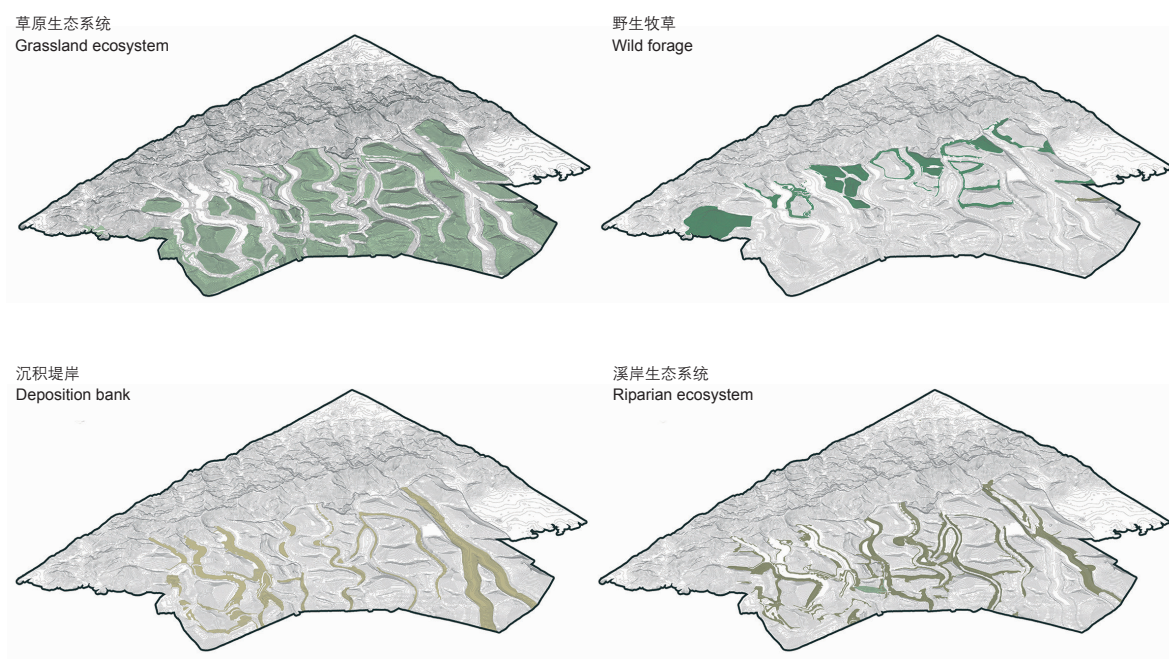 草原生态系统
Grassland ecosystem
野生牧草
Wild forage
沉积堤岸
Deposition bank
溪岸生态系统
Riparian ecosystem